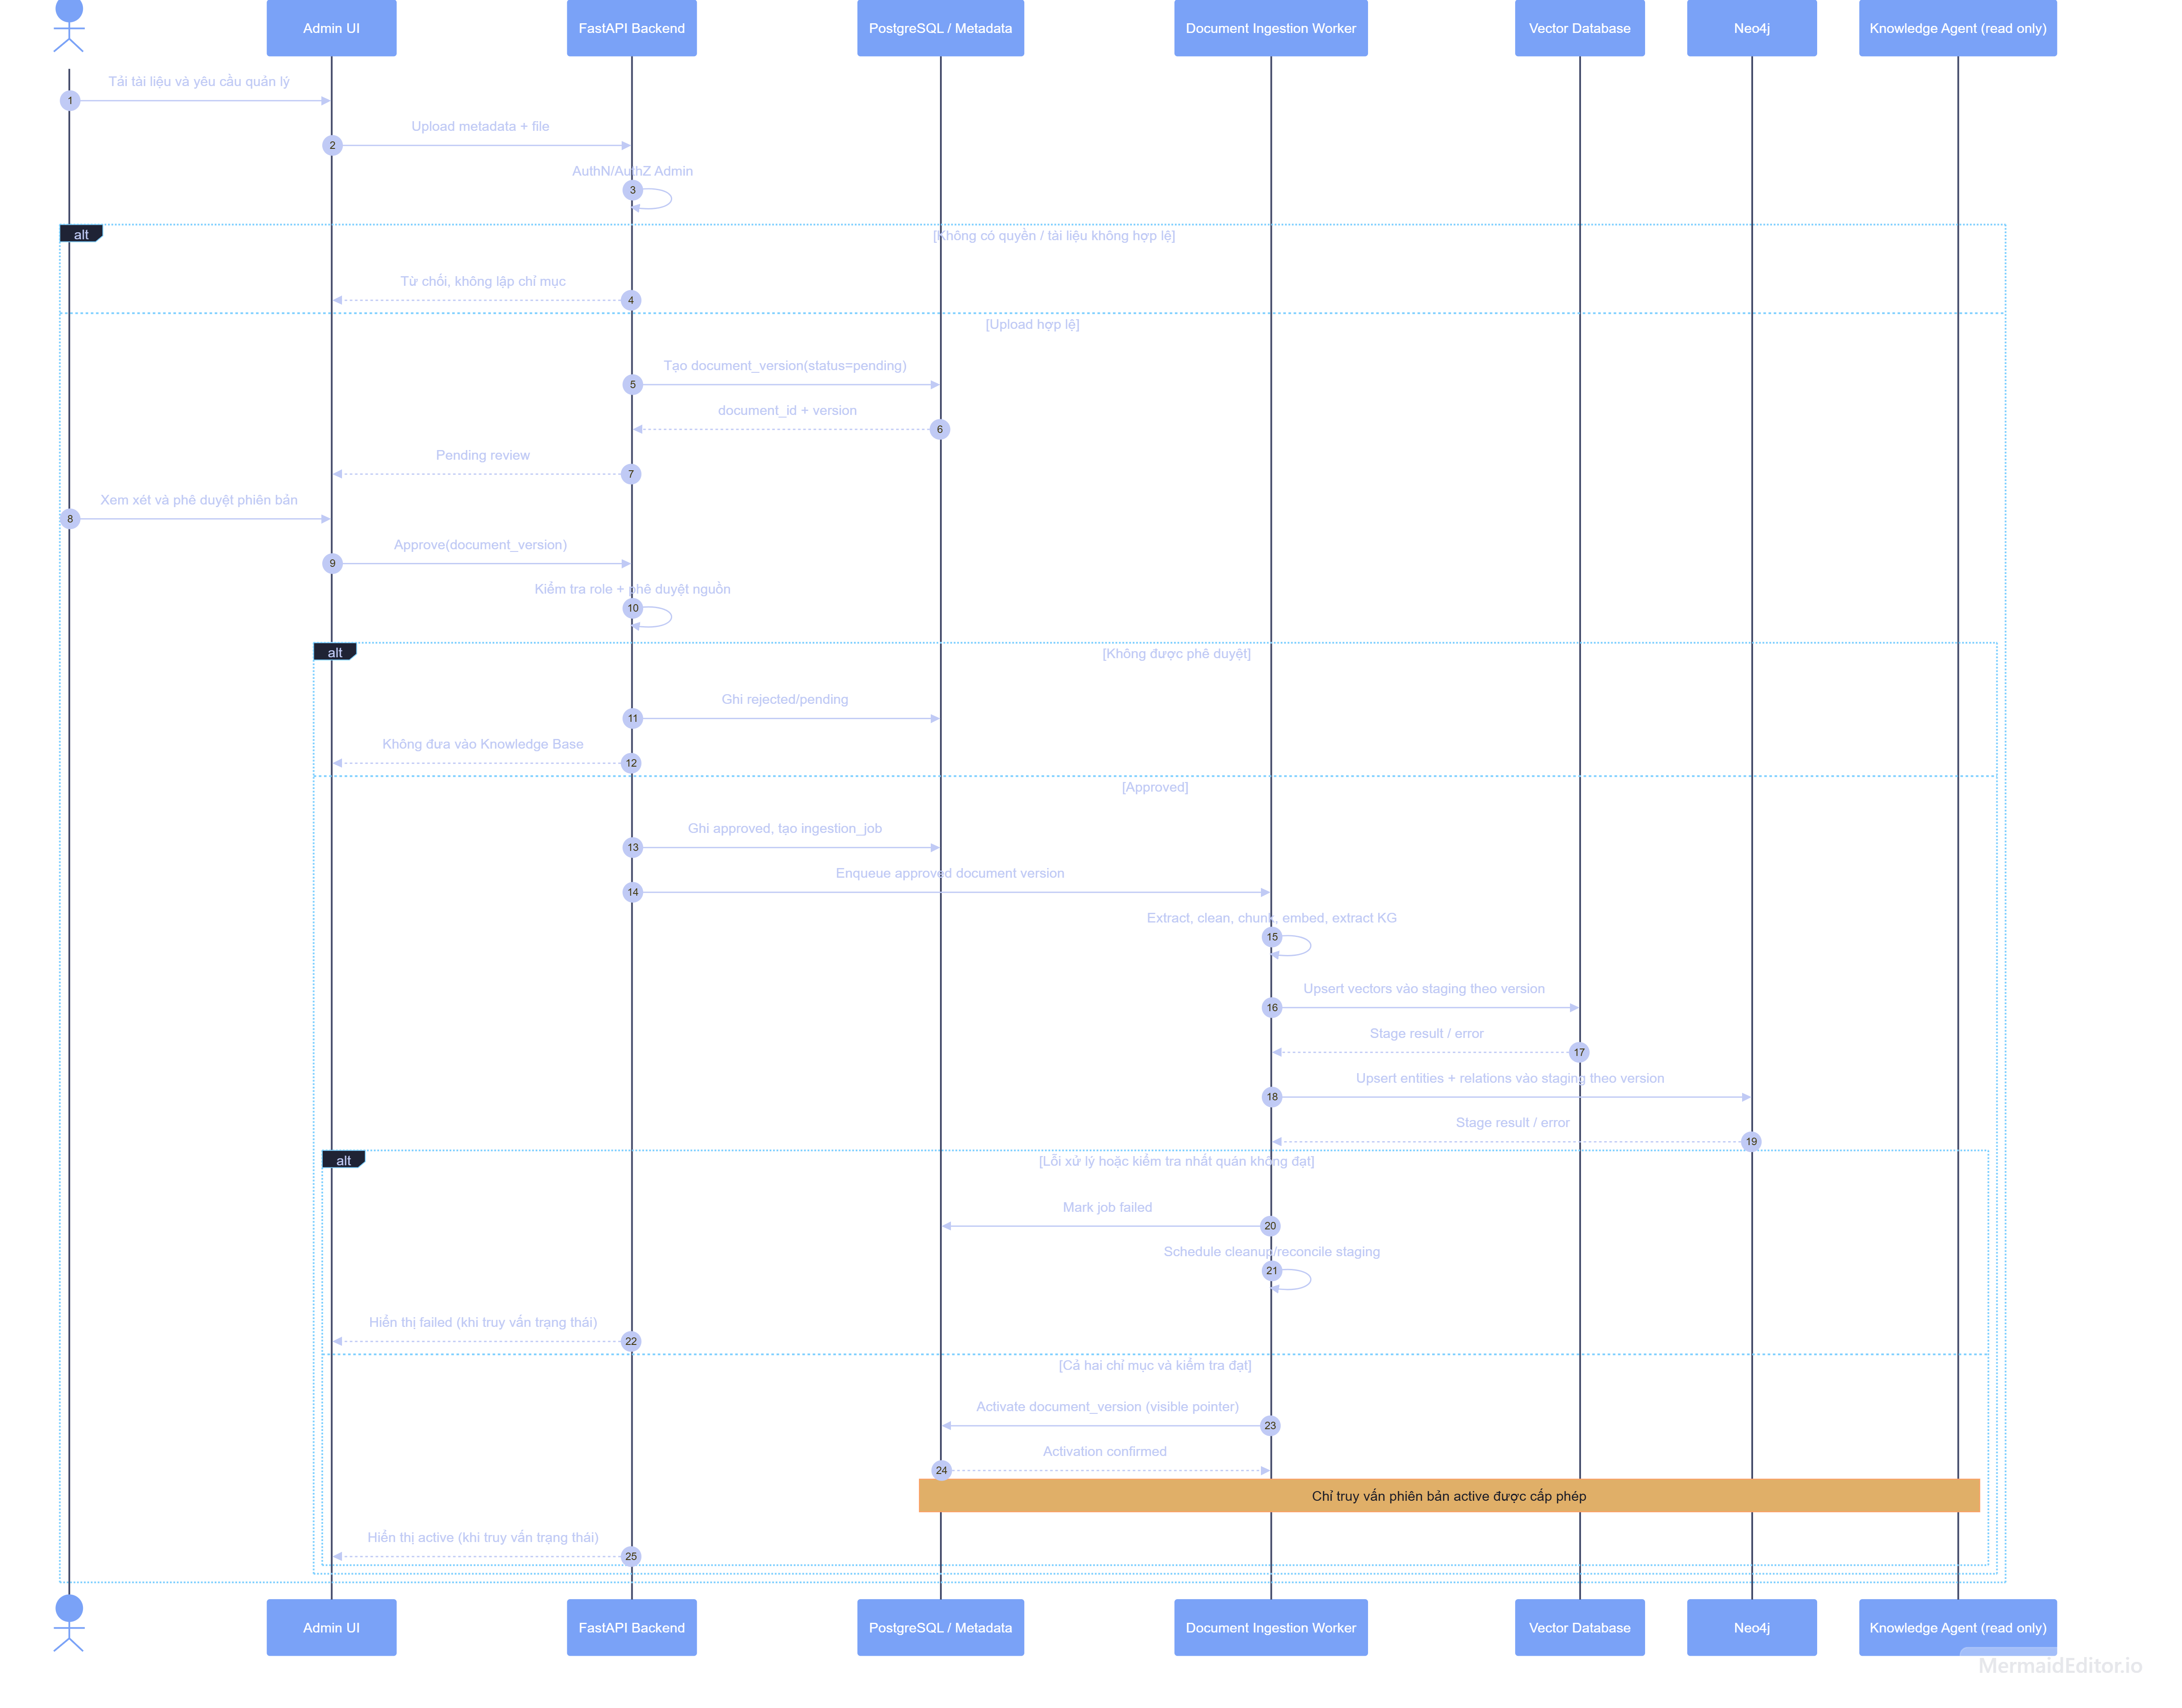 Admin UI
FastAPI Backend
PostgreSQL / Metadata
Document Ingestion Worker
Vector Database
Neo4j
Knowledge Agent (read only)
Tải tài liệu và yêu cầu quản lý
1
Upload metadata + file
2
AuthN/AuthZ Admin
3
alt
[Không có quyền / tài liệu không hợp lệ]
Từ chối, không lập chỉ mục
4
[Upload hợp lệ]
Tạo document_version(status=pending)
5
document_id + version
6
Pending review
7
Xem xét và phê duyệt phiên bản
8
Approve(document_version)
9
Kiểm tra role + phê duyệt nguồn
10
alt
[Không được phê duyệt]
Ghi rejected/pending
11
Không đưa vào Knowledge Base
12
[Approved]
Ghi approved, tạo ingestion_job
13
Enqueue approved document version
14
Extract, clean, chunk, embed, extract KG
15
Upsert vectors vào staging theo version
16
Stage result / error
17
Upsert entities + relations vào staging theo version
18
Stage result / error
19
alt
[Lỗi xử lý hoặc kiểm tra nhất quán không đạt]
Mark job failed
20
Schedule cleanup/reconcile staging
21
Hiển thị failed (khi truy vấn trạng thái)
22
[Cả hai chỉ mục và kiểm tra đạt]
Activate document_version (visible pointer)
23
Activation confirmed
24
Chỉ truy vấn phiên bản active được cấp phép
Hiển thị active (khi truy vấn trạng thái)
25
Admin UI
FastAPI Backend
PostgreSQL / Metadata
Document Ingestion Worker
Vector Database
Neo4j
Knowledge Agent (read only)
MermaidEditor.io